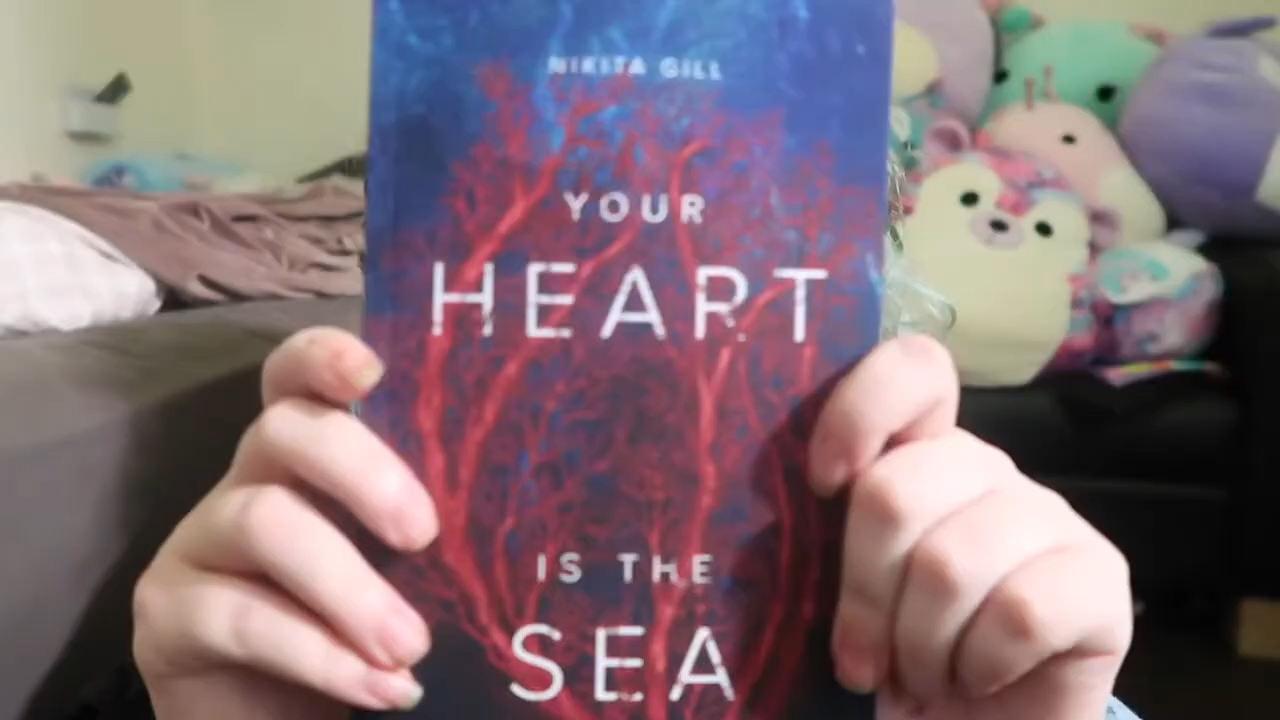 NIKITA GILL
YOUR
HEART
IS THE
SEA